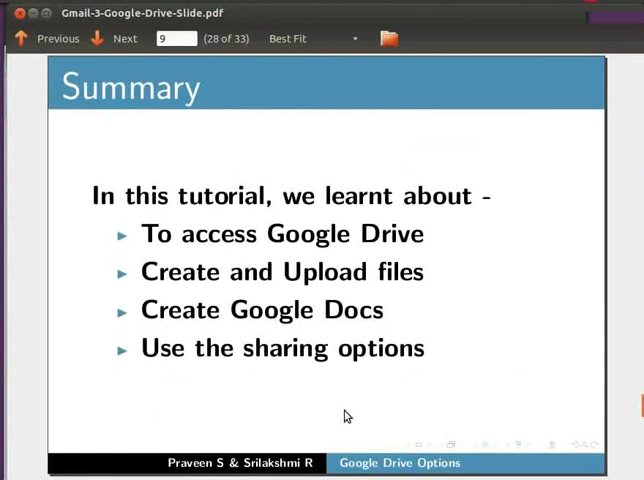 Gmail-3-Google-Drive-Slide.pdf
Previous Next 9 (28 of 33) Best Fit
Summary
In this tutorial, we learnt about -
To access Google Drive
Create and Upload files
Create Google Docs
Use the sharing options
Praveen S & Srilakshmi R Google Drive Options